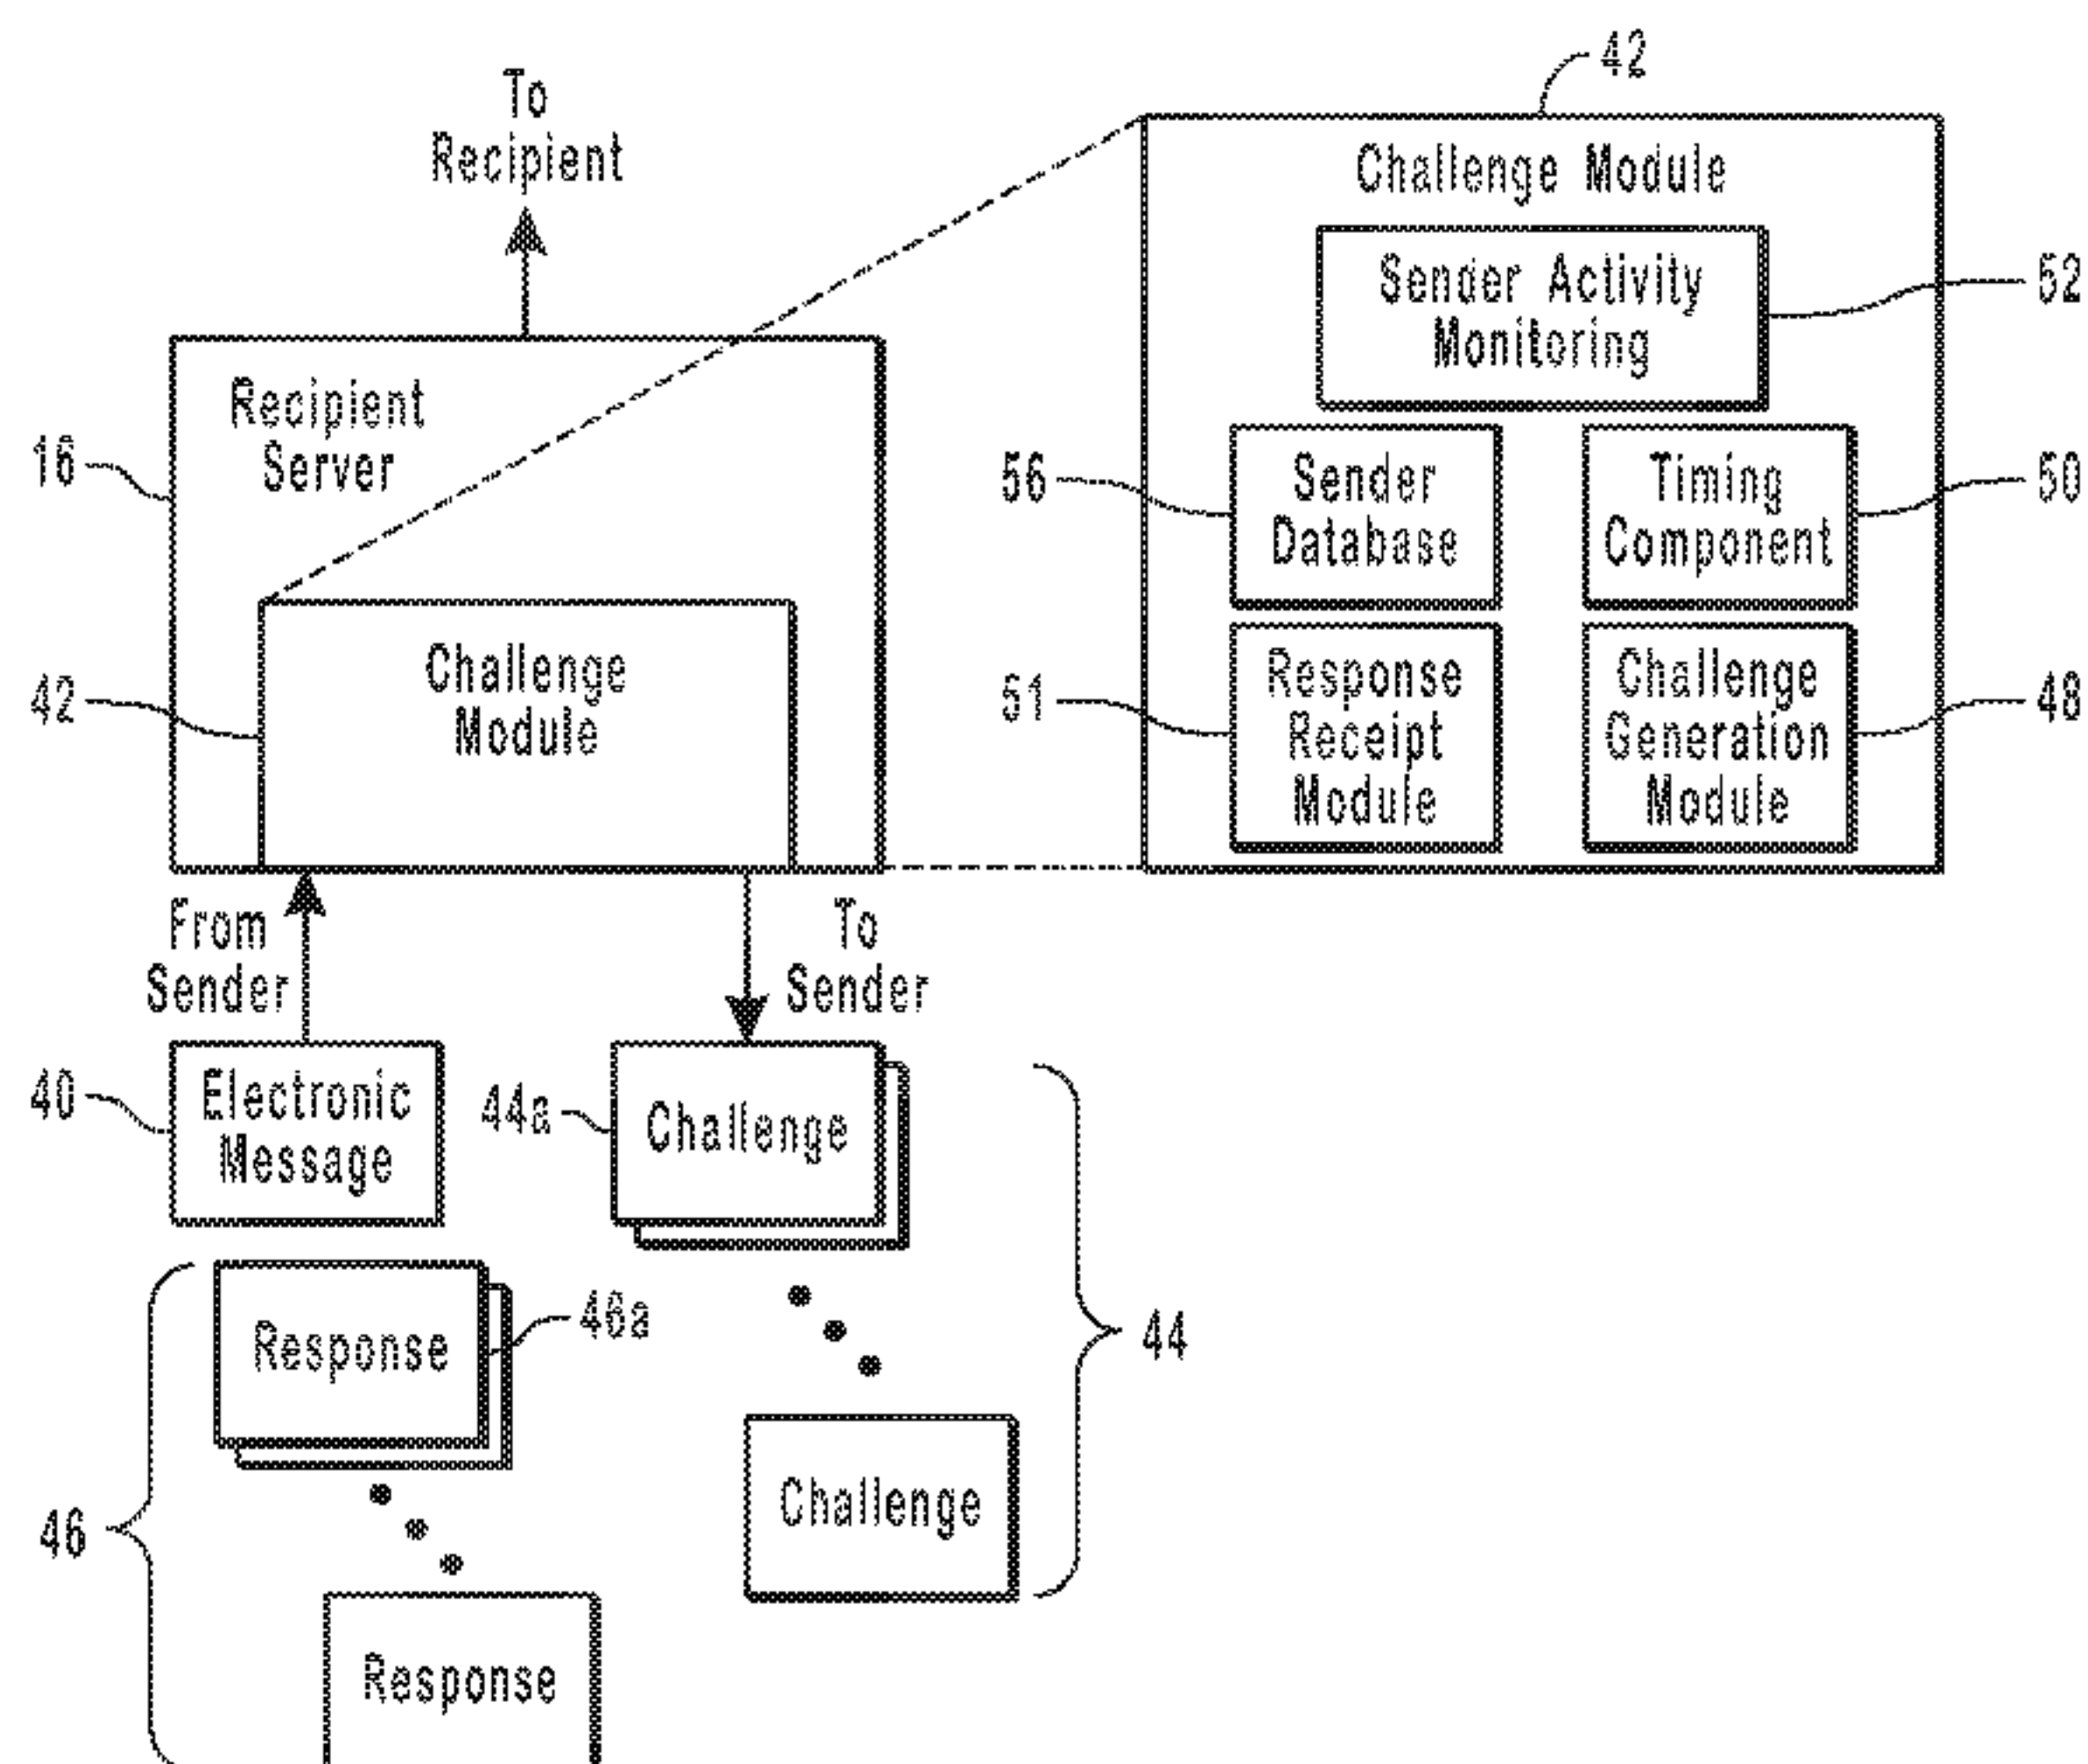 42
To
Recipient
Challenge Module
Sender Activity
Monitoring
52
Recipient
Server
16
56
Sender
Database
Timing
Component
50
42
Challenge
Module
51
Response
Receipt
Module
Challenge
Generation
Module
48
From
Sender
To
Sender
40
Electronic
Message
44a
Challenge
46
Response
46a
44
Challenge
Response